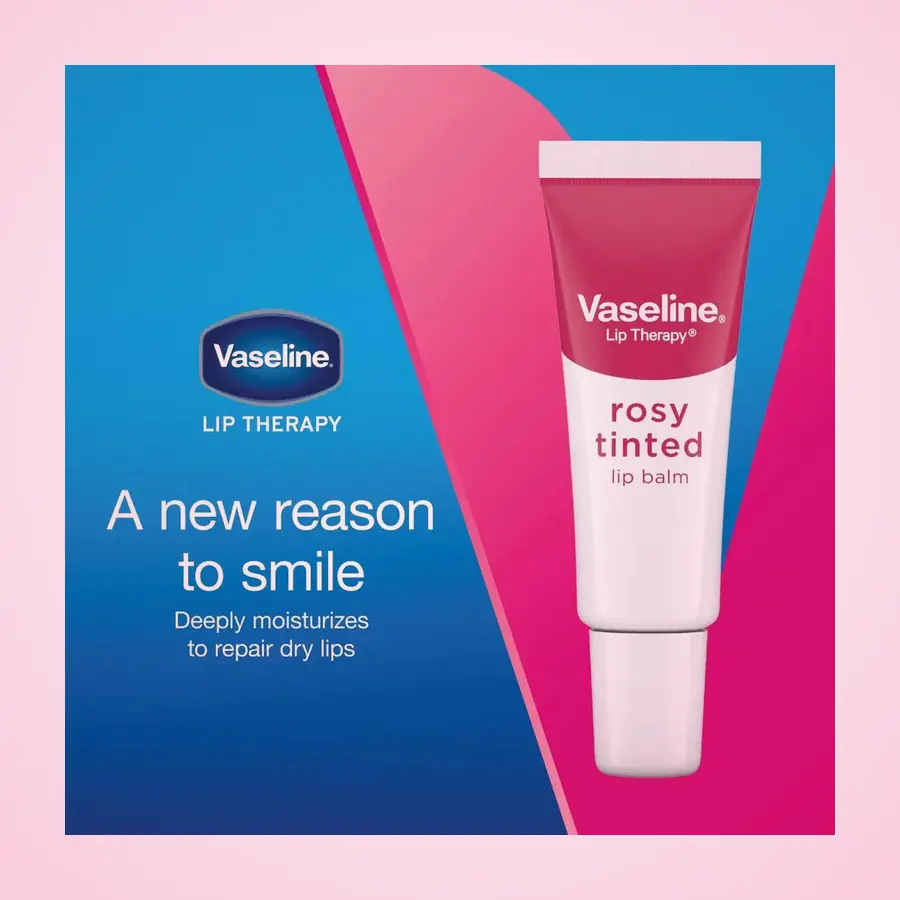 Vaseline®
LIP THERAPY
A new reason
to smile
Deeply moisturizes
to repair dry lips
Vaseline®
Lip Therapy®
rosy
tinted
lip balm